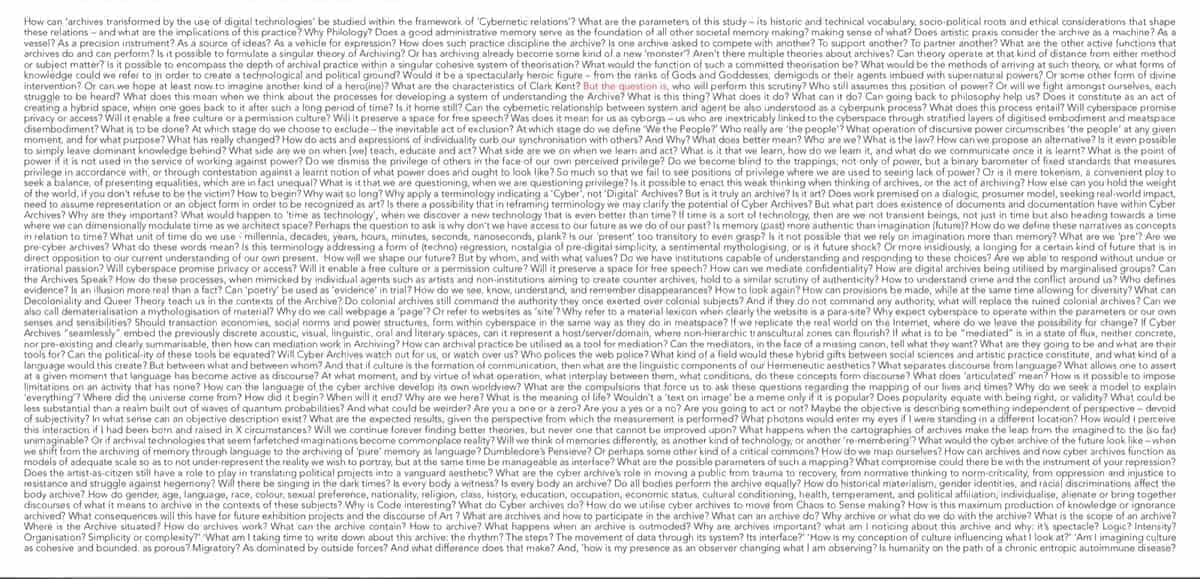 How can 'archives transformed by the use of digital technologies' be studied within the framework of 'Cybernetic relations'? What are the parameters of this study – its historic and technical vocabulary, socio-political roots and ethical considerations that shape
these relations – and what are the implications of this practice? Why Philology? Does a good administrative memory serve as the foundation of all other societal memory making? making sense of what? Does artistic praxis consider the archive as a machine? As a
vessel? As a precision instrument? As a source of ideas? As a vehicle for expression? How does such practice discipline the archive? Is one archive asked to compete with another? To support another? To partner another? What are the other active functions that
archives do and can perform? Is it possible to formulate a singular theory of Archiving? Or has archiving already become some kind of a new 'monster'? Aren't there multiple theories about archives? Can theory operate at that kind of distance from either method
or subject matter? Is it possible to encompass the depth of archival practice within a singular cohesive system of theorisation? What would the function of such a committed theorisation be? What would be the methods of arriving at such theory, or what forms of
knowledge could we refer to in order to create a technological and political ground? Would it be a spectacularly heroic figure – from the ranks of Gods and Goddesses, demigods or their agents imbued with supernatural powers? Or some other form of divine
intervention? Or can we hope at least now to imagine another kind of hero(ine)? What are the characteristics of Clark Kent? But the question is, who will perform this scrutiny? Who still assumes this position of power? Or will we fight amongst ourselves, each
struggle to be heard? What does this mean when we think about the processes for developing a system of understanding the Archive? What is this thing? What does it do? What can it do? Can going back to philosophy help us? Does it constitute as an act of
creating a hybrid space, when one goes back to it after such a long period of time? Is it home still? Can the cybernetic relationship between system and agent be also understood as a cyberpunk process? What does this process entail? Will cyberspace promise
privacy or access? Will it enable a free culture or a permission culture? Will it preserve a space for free speech? Was does it mean for us as cyborgs – us who are inextricably linked to the cyberspace through stratified layers of digitised embodiment and meatspace
disembodiment? What is to be done? At which stage do we choose to exclude – the inevitable act of exclusion? At which stage do we define 'We the People?' Who really are 'the people'? What operation of discursive power circumscribes 'the people' at any given
moment, and for what purpose? What has really changed? How do acts and expressions of individuality curb our synchronisation with others? And Why? What does better mean? Who are we? What is the law? How can we propose an alternative? Is it even possible
to simply leave dominant knowledge behind? What side are we on when [we] teach, educate and act? What side are we on when we learn and act? What is it that we learn, how do we learn it, and what do we communicate once it is learnt? What is the point of
power if it is not used in the service of working against power? Do we dismiss the privilege of others in the face of our own perceived privilege? Do we become blind to the trappings, not only of power, but a binary barometer of fixed standards that measures
privilege in accordance with, or through contestation against a learnt notion of what power does and ought to look like? So much so that we fail to see positions of privilege where we are used to seeing lack of power? Or is it mere tokenism, a convenient ploy to
seek a balance, of presenting equalities, which are in fact unequal? What is it that we are questioning, when we are questioning privilege? Is it possible to enact this weak thinking when thinking of archives, or the act of archiving? How else can you hold the weight
of the world, if you don't refuse to be the victim? How to begin? Why wait so long? Why apply a terminology indicating a 'Cyber', not 'Digital' Archives? But is it truly an archive? Is it art? Does work premised on a dialogic, prosumer model, seeking real-world impact,
need to assume representation or an object form in order to be recognized as art? Is there a possibility that in reframing terminology we may clarify the potential of Cyber Archives? But what part does existence of documents and documentation have within Cyber
Archives? Why are they important? What would happen to 'time as technology', when we discover a new technology that is even better than time? If time is a sort of technology, then are we not transient beings, not just in time but also heading towards a time
where we can dimensionally modulate time as we architect space? Perhaps the question to ask is why don't we have access to our future as we do of our past? Is memory (past) more authentic than imagination (future)? How do we define these narratives as concepts
in relation to time? What unit of time do we use - millennia, decades, years, hours, minutes, seconds, nanoseconds, plank? Is our 'present' too transitory to even grasp? Is it not possible that we rely on imagination more than memory? What are we 'pre'? Are we
pre-cyber archives? What do these words mean? Is this terminology addressing a form of (techno) regression, nostalgia of pre-digital simplicity, a sentimental mythologising, or is it future shock? Or more insidiously, a longing for a certain kind of future that is in
direct opposition to our current understanding of our own present. How will we shape our future? But by whom, and with what values? Do we have institutions capable of understanding and responding to these choices? Are we able to respond without undue or
irrational passion? Will cyberspace promise privacy or access? Will it enable a free culture or a permission culture? Will it preserve a space for free speech? How can we mediate confidentiality? How are digital archives being utilised by marginalised groups? Can
the Archives Speak? How do these processes, when mimicked by individual agents such as artists and non-institutions aiming to create counter archives, hold to a similar scrutiny of authenticity? How to understand crime and the conflict around us? Who defines
evidence? Is an illusion more real than a fact? Can 'poetry' be used as 'evidence' in trial? How do we see, know, understand, and remember disappearances? How to look again? How can provisions be made, while at the same time allowing for diversity? What can
Decoloniality and Queer Theory teach us in the contexts of the Archive? Do colonial archives still command the authority they once exerted over colonial subjects? And if they do not command any authority, what will replace the ruined colonial archives? Can we
also call dematerialisation a mythologisation of material? Why do we call webpage a 'page'? Or refer to websites as 'site'? Why refer to a material lexicon when clearly the website is a para-site? Why expect cyberspace to operate within the parameters or our own
senses and sensibilities? Should transaction economies, social norms and power structures, form within cyberspace in the same way as they do in meatspace? If we replicate the real world on the Internet, where do we leave the possibility for change? If Cyber
Archives "seamlessly" embed the previously discrete acoustic, visual, linguistic, oral and literary spaces, can it represent a host/server/domain, where non-hierarchic transcultural zones can flourish? If what is to be "mediated" is in a state of flux, neither concrete,
nor pre-existing and clearly summarisable, then how can mediation work in Archiving? How can archival practice be utilised as a tool for mediation? Can the mediators, in the face of a missing canon, tell what they want? What are they going to be and what are their
tools for? Can the political-ity of these tools be equated? Will Cyber Archives watch out for us, or watch over us? Who polices the web police? What kind of a field would these hybrid gifts between social sciences and artistic practice constitute, and what kind of a
language would this create? But between what and between whom? And that if culture is the formation of communication, then what are the linguistic components of our Hermeneutic aesthetics? What separates discourse from language? What allows one to assert
at a given moment that language has become active as discourse? At what moment, and by virtue of what operation, what interplay between them, what conditions, do these concepts form discourse? What does 'articulated' mean? How is it possible to impose
limitations on an activity that has none? How can the language of the cyber archive develop its own worldview? What are the compulsions that force us to ask these questions regarding the mapping of our lives and times? Why do we seek a model to explain
'everything'? Where did the universe come from? How did it begin? When will it end? Why are we here? What is the meaning of life? Wouldn't a 'text on image' be a meme only if it is popular? Does popularity equate with being right, or validity? What could be
less substantial than a realm built out of waves of quantum probabilities? And what could be weirder? Are you a one or a zero? Are you a yes or a no? Are you going to act or not? Maybe the objective is describing something independent of perspective – devoid
of subjectivity? In what sense can an objective description exist? What are the expected results, given the perspective from which the measurement is performed? What photons would enter my eyes if I were standing in a different location? How would I perceive
this interaction if I had been born and raised in X circumstances? Will we continue forever finding better theories, but never one that cannot be improved upon? What happens when the cartographies of archives make the leap from the imagined to the (so far)
unimaginable? Or if archival technologies that seem farfetched imaginations become commonplace reality? Will we think of memories differently, as another kind of technology, or another 're-membering'? What would the cyber archive of the future look like – when
we shift from the archiving of memory through language to the archiving of 'pure' memory as language? Dumbledore's Pensieve? Or perhaps some other kind of a critical commons? How do we map ourselves? How can archives and now cyber archives function as
models of adequate scale so as to not under-represent the reality we wish to portray, but at the same time be manageable as interface? What are the possible parameters of such a mapping? What compromise could there be with the instrument of your repression?
Does the artist-as-citizen still have a role to play in translating political projects into a vanguard aesthetic? What are the cyber archive's role in moving a public from trauma to recovery, from normative thinking to norm-criticality, from oppression and injustice to
resistance and struggle against hegemony? Will there be singing in the dark times? Is every body a witness? Is every body an archive? Do all bodies perform the archive equally? How do historical materialism, gender identities, and racial discriminations affect the
body archive? How do gender, age, language, race, colour, sexual preference, nationality, religion, class, history, education, occupation, economic status, cultural conditioning, health, temperament, and political affiliation, individualise, alienate or bring together
discourses of what it means to archive in the contexts of these subjects? Why is Code interesting? What do Cyber archives do? How do we utilise cyber archives to move from Chaos to Sense making? How is this maximum production of knowledge or ignorance
archived? What consequences will this have for future exhibition projects and the discourse of Art? What are archives and how to participate in the archive? What can an archive do? Why archive or what do we do with the archive? What is the scope of an archive?
Where is the Archive situated? How do archives work? What can the archive contain? How to archive? What happens when an archive is outmoded? Why are archives important? what am I noticing about this archive and why: it's spectacle? Logic? Intensity?
Organisation? Simplicity or complexity?' 'What am I taking time to write down about this archive: the rhythm? The steps? The movement of data through its system? Its interface?' 'How is my conception of culture influencing what I look at?' 'Am I imagining culture
as cohesive and bounded, as porous? Migratory? As dominated by outside forces? And what difference does that make? And, 'how is my presence as an observer changing what I am observing? Is humanity on the path of a chronic entropic autoimmune disease?